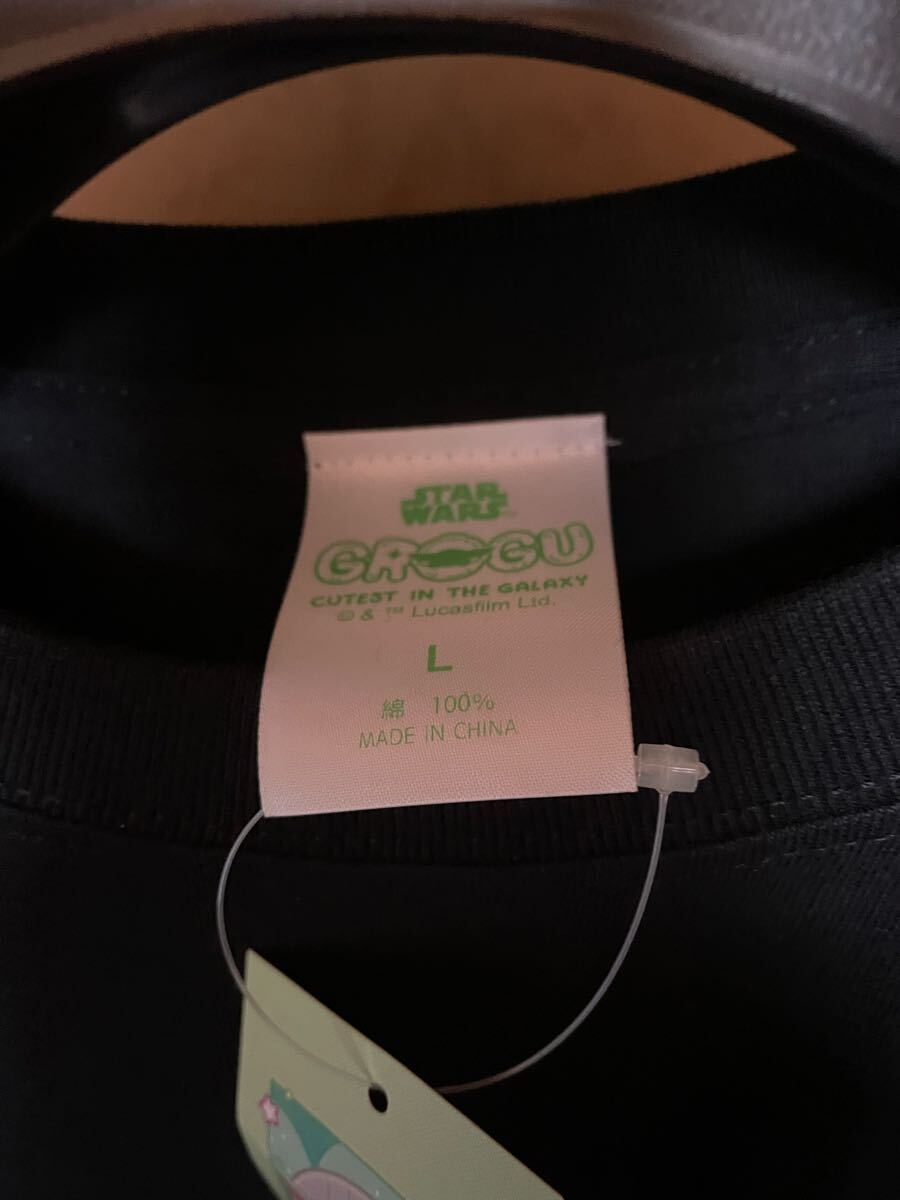 STAR
WARS
GROGU
CUTEST IN THE GALAXY
© & ™ Lucasfilm Ltd.
L
綿 100%
MADE IN CHINA